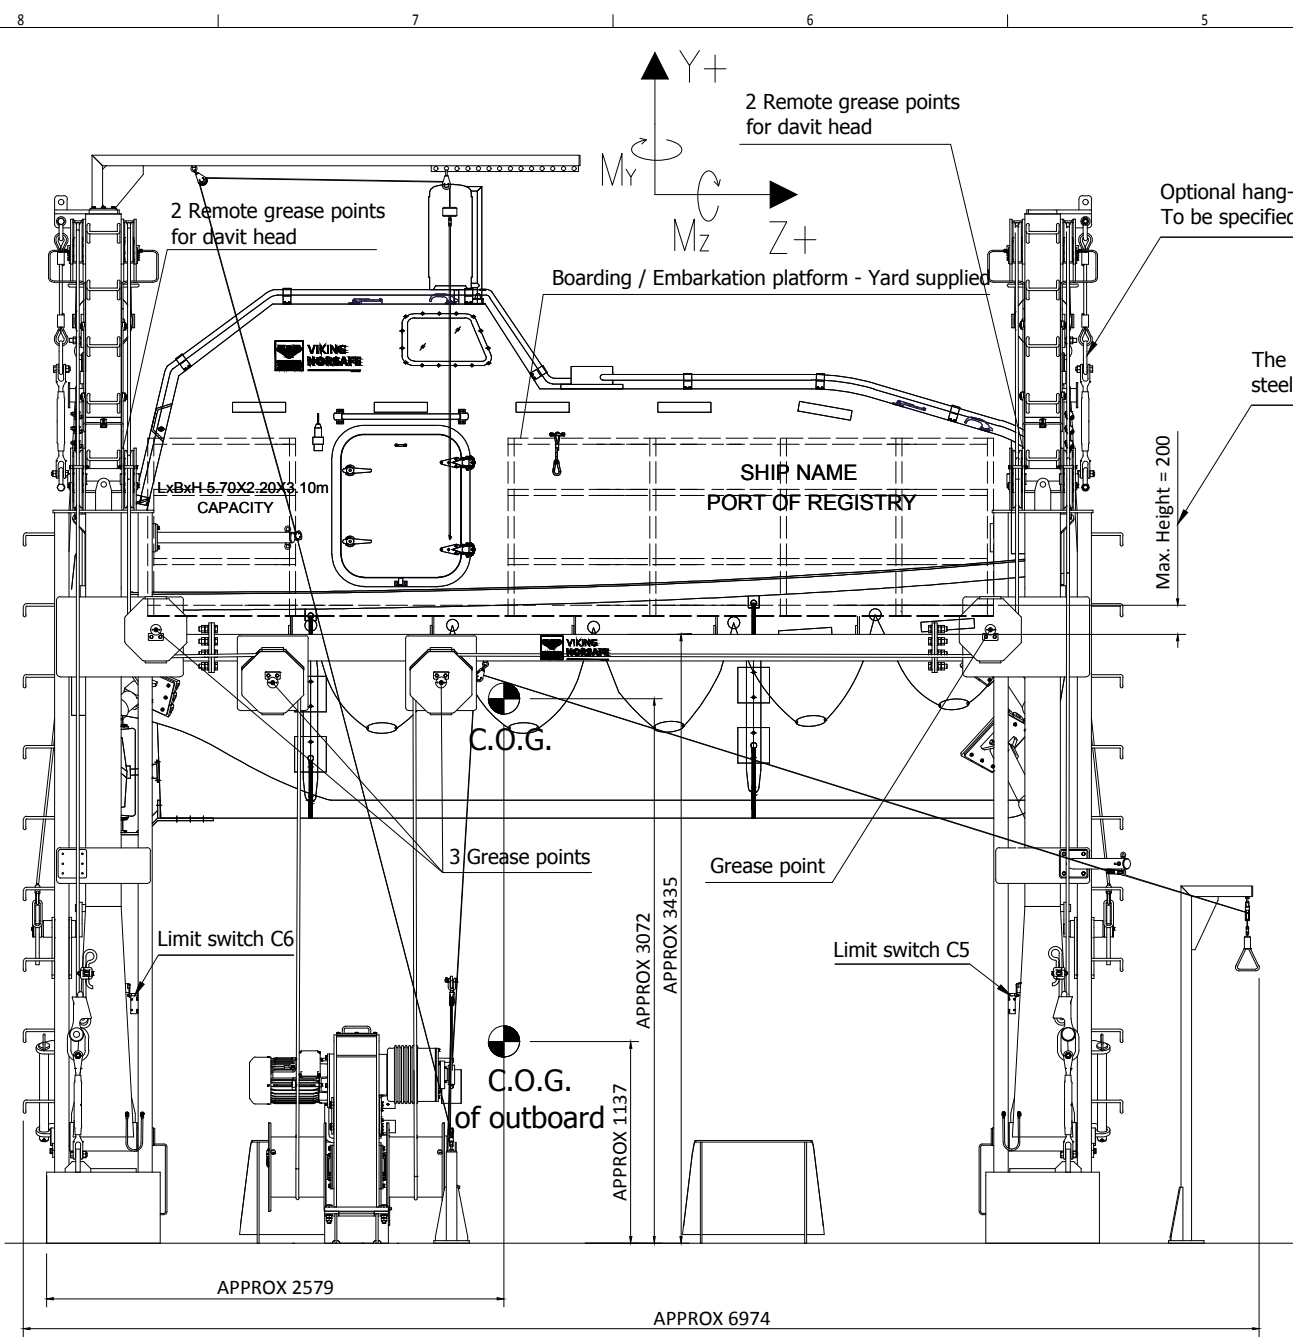 8
7
6
5
Y+
2 Remote grease points
for davit head
MY
MZ
Z+
Optional hang-
To be specified
2 Remote grease points
for davit head
Boarding / Embarkation platform - Yard supplied
VIKING
NORSAFE
The
steel
LxBxH 5.70X2.20X3.10m
CAPACITY
SHIP NAME
PORT OF REGISTRY
Max. Height = 200
VIKING
NORSAFE
C.O.G.
3 Grease points
Grease point
APPROX 3072
APPROX 3435
Limit switch C6
Limit switch C5
C.O.G.
of outboard
APPROX 1137
APPROX 2579
APPROX 6974